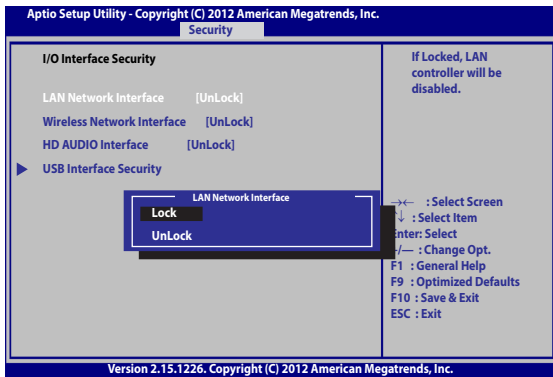 Aptio Setup Utility - Copyright (C) 2012 American Megatrends, Inc.
Security
I/O Interface Security
LAN Network Interface [UnLock]
Wireless Network Interface [UnLock]
HD AUDIO Interface [UnLock]
USB Interface Security
If Locked, LAN
controller will be
disabled.
LAN Network Interface
Lock
UnLock
→← : Select Screen
↓ : Select Item
Enter: Select
/— : Change Opt.
F1 : General Help
F9 : Optimized Defaults
F10 : Save & Exit
ESC : Exit
Version 2.15.1226. Copyright (C) 2012 American Megatrends, Inc.